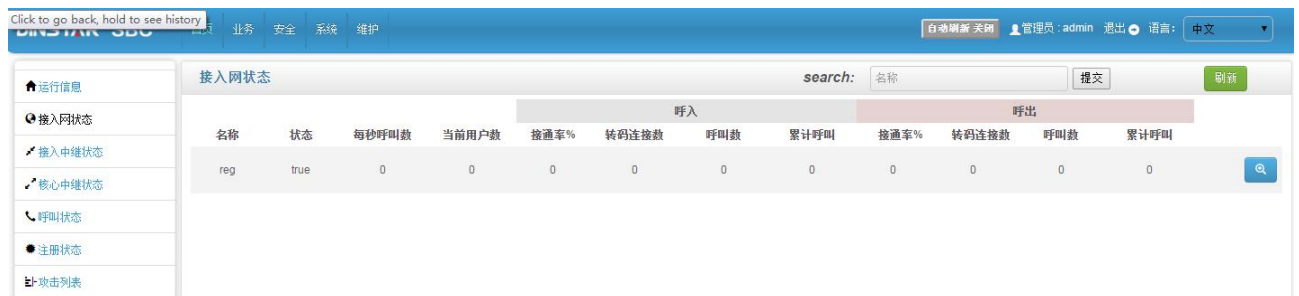 Click to go back, hold to see history
业务 安全 系统 维护 自动刷新 关闭 管理员:admin 退出 语言: 中文
运行信息
接入网状态
接入中继状态
核心中继状态
呼叫状态
注册状态
攻击列表
接入网状态 search: 名称 提交 刷新
呼入 呼出
名称 状态 每秒呼叫数 当前用户数 接通率% 转码连接数 呼叫数 累计呼叫 接通率% 转码连接数 呼叫数 累计呼叫
reg true 0 0 0 0 0 0 0 0 0 0